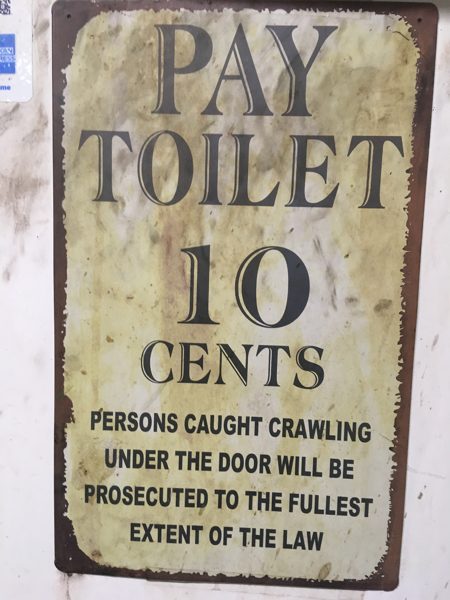 PAY
TOILET
10
CENTS
PERSONS CAUGHT CRAWLING
UNDER THE DOOR WILL BE
PROSECUTED TO THE FULLEST
EXTENT OF THE LAW